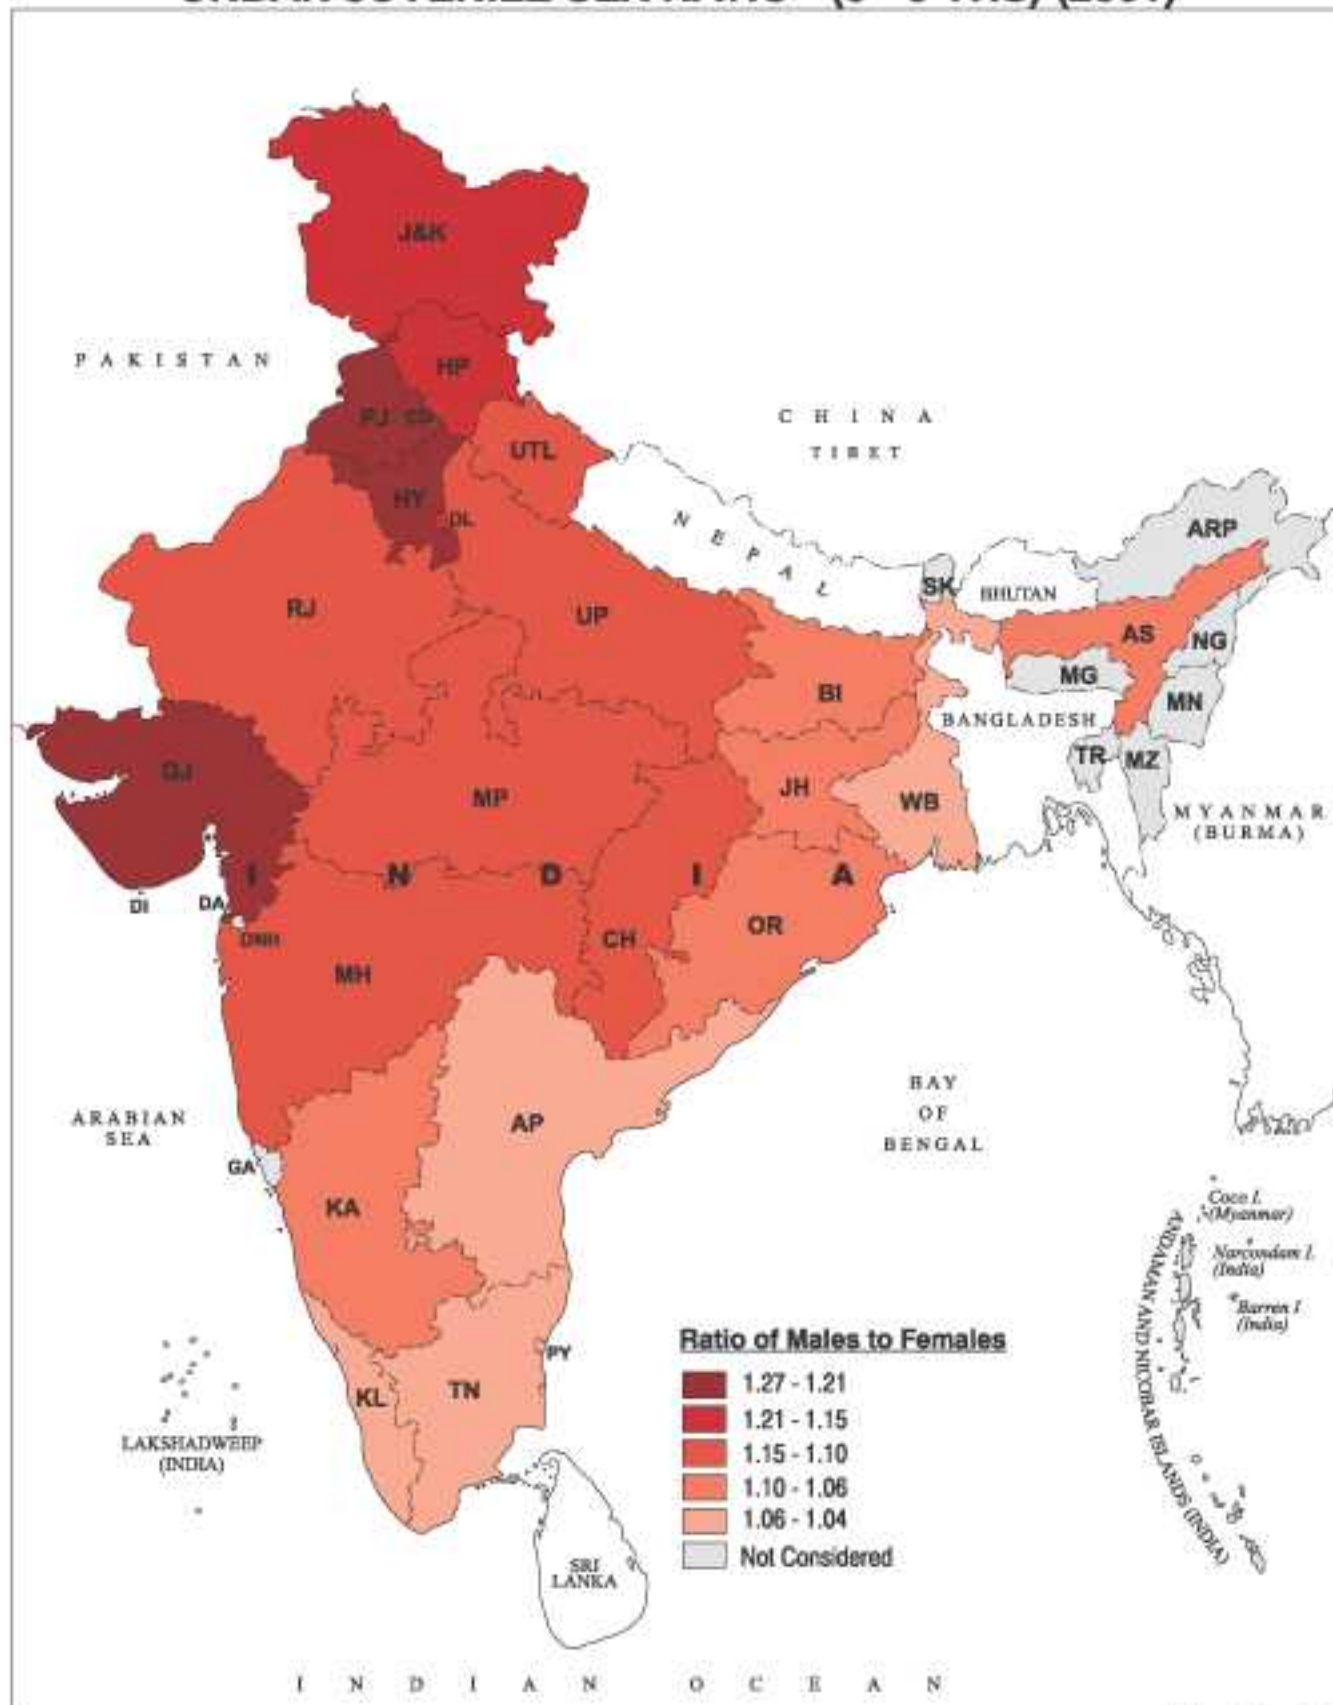 J&K
PAKISTAN
HP
CHINA
TIBET
PJ
UTL
HY
DL
NEPAL
ARP
SK
BHUTAN
RJ
UP
AS
NG
MG
BI
MN
BANGLADESH
GJ
TR
MZ
MP
JH
WB
MYANMAR
(BURMA)
INDIA
DI
DA
DNH
CH
OR
MH
BAY
OF
BENGAL
ARABIAN
SEA
AP
GA
KA
Coco I.
(Myanmar)
Narcondam I.
(India)
Barren I
(India)
ANDAMAN AND NICOBAR ISLANDS (INDIA)
PY
KL
TN
LAKSHADWEEP
(INDIA)
Ratio of Males to Females
1.27 - 1.21
1.21 - 1.15
1.15 - 1.10
1.10 - 1.06
1.06 - 1.04
Not Considered
SRI
LANKA
INDIAN OCEAN